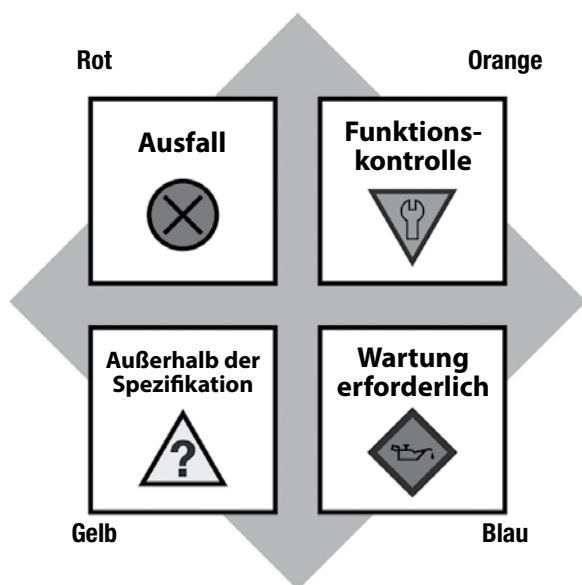 Rot
Orange
Ausfall
Funktions-
kontrolle
Außerhalb der
Spezifikation
?
Wartung
erforderlich
Gelb
Blau